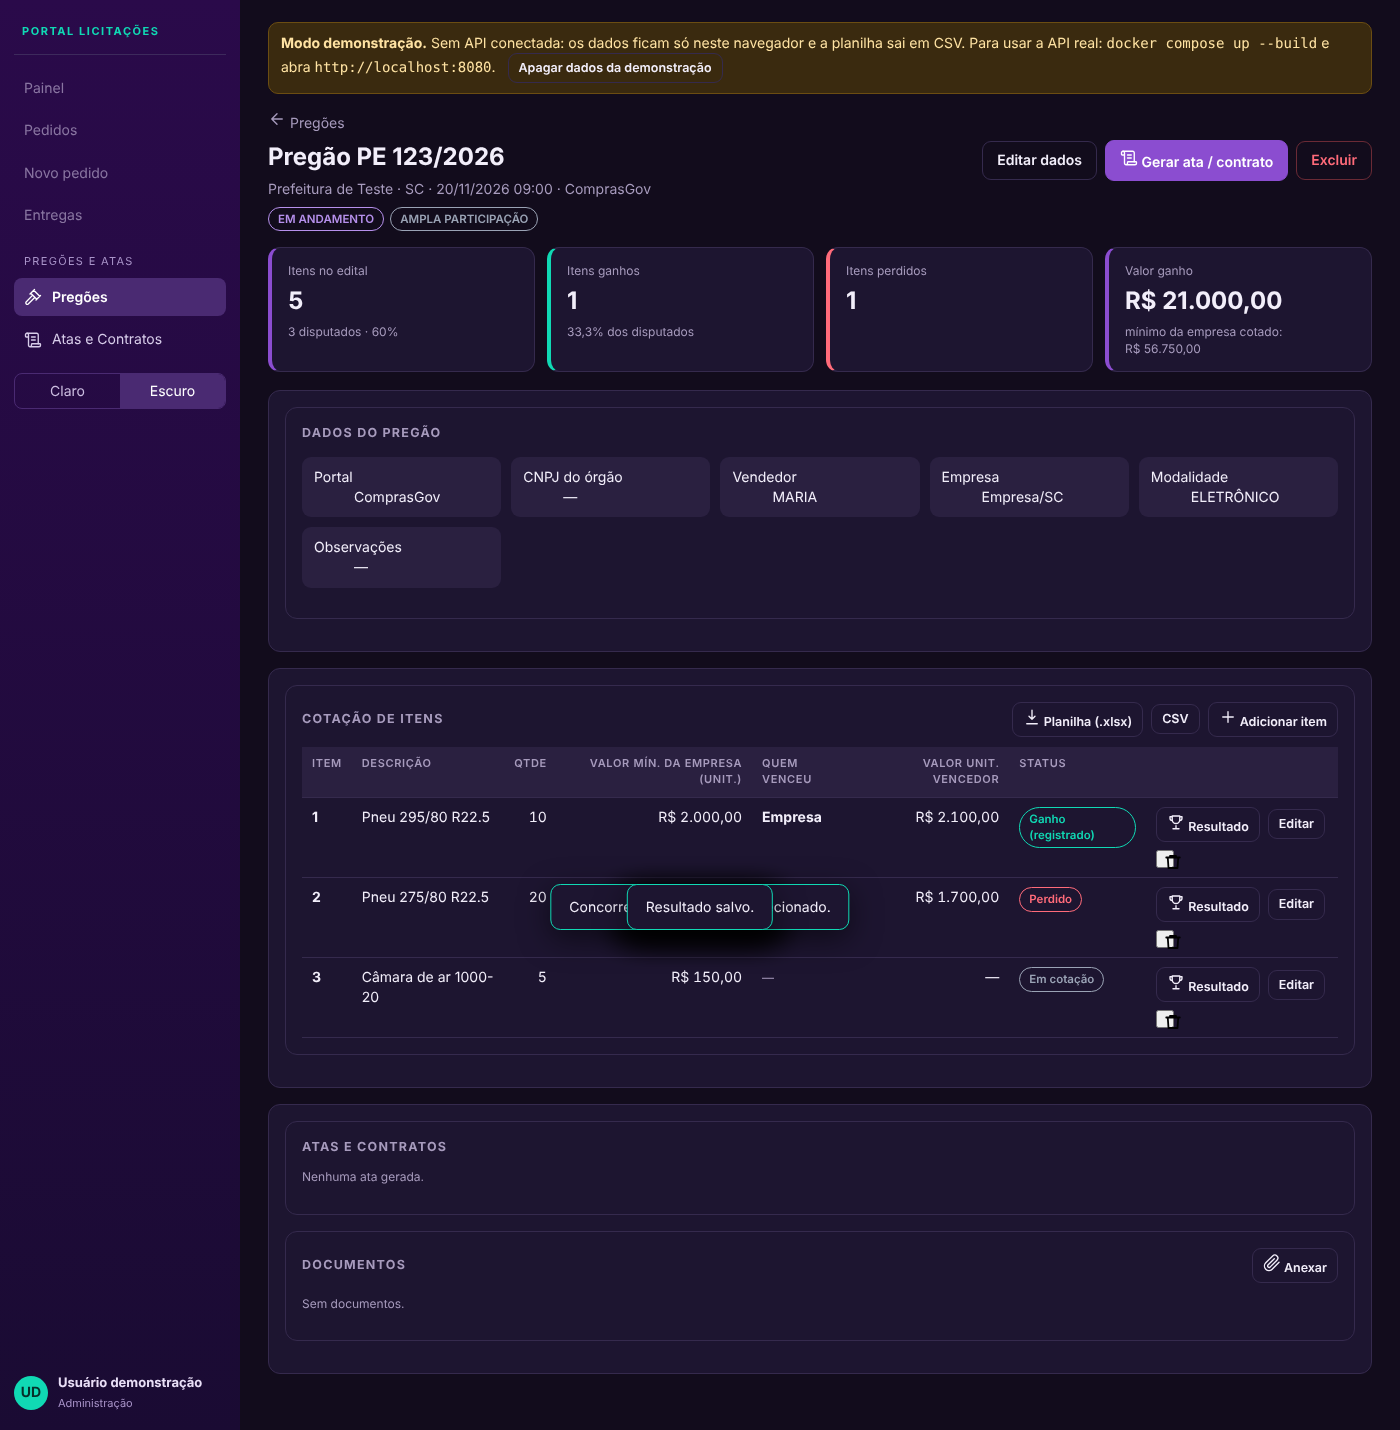 PORTAL LICITAÇÕES
Painel
Pedidos
Novo pedido
Entregas
PREGÕES E ATAS
Pregões
Atas e Contratos
Claro
Escuro
UD
Usuário demonstração
Administração
Modo demonstração. Sem API conectada: os dados ficam só neste navegador e a planilha sai em CSV. Para usar a API real: docker compose up --build e
abra http://localhost:8080. Apagar dados da demonstração
Pregões
Pregão PE 123/2026
Editar dados
Gerar ata / contrato
Excluir
Prefeitura de Teste · SC · 20/11/2026 09:00 · ComprasGov
EM ANDAMENTO
AMPLA PARTICIPAÇÃO
Itens no edital
5
3 disputados · 60%
Itens ganhos
1
33,3% dos disputados
Itens perdidos
1
Valor ganho
R$ 21.000,00
mínimo da empresa cotado:
R$ 56.750,00
DADOS DO PREGÃO
Portal
ComprasGov
CNPJ do órgão
—
Vendedor
MARIA
Empresa
Empresa/SC
Modalidade
ELETRÔNICO
Observações
—
COTAÇÃO DE ITENS
Planilha (.xlsx)
CSV
Adicionar item
ITEM
DESCRIÇÃO
QTDE
VALOR MÍN. DA EMPRESA
(UNIT.)
QUEM
VENCEU
VALOR UNIT.
VENCEDOR
STATUS
1
Pneu 295/80 R22.5
10
R$ 2.000,00
Empresa
R$ 2.100,00
Ganho
(registrado)
Resultado
Editar
2
Pneu 275/80 R22.5
20
Concorre
Resultado salvo.
cionado.
R$ 1.700,00
Perdido
Resultado
Editar
3
Câmara de ar 1000-
20
5
R$ 150,00
—
—
Em cotação
Resultado
Editar
ATAS E CONTRATOS
Nenhuma ata gerada.
DOCUMENTOS
Anexar
Sem documentos.